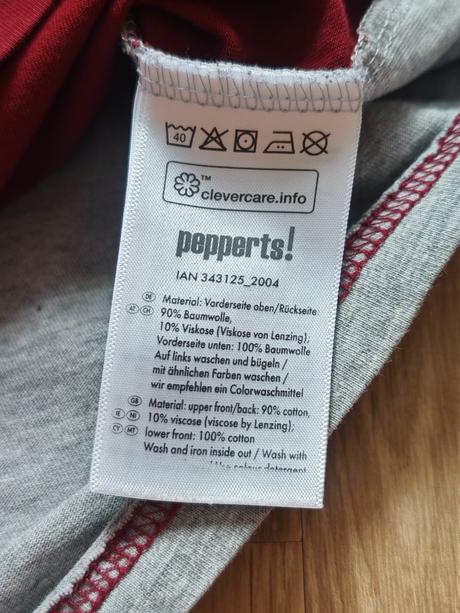 40
™
clevercare.info
pepperts!
IAN 343125_2004
DE Material: Vorderseite oben/Rückseite:
AT CH 90% Baumwolle,
10% Viskose (Viskose von Lenzing);
Vorderseite unten: 100% Baumwolle
Auf links waschen und bügeln /
mit ähnlichen Farben waschen /
wir empfehlen ein Colorwaschmittel
GB Material: upper front/back: 90% cotton,
IE NI 10% viscose (viscose by Lenzing);
CY MT lower front: 100% cotton
Wash and iron inside out / Wash with
colour detergent